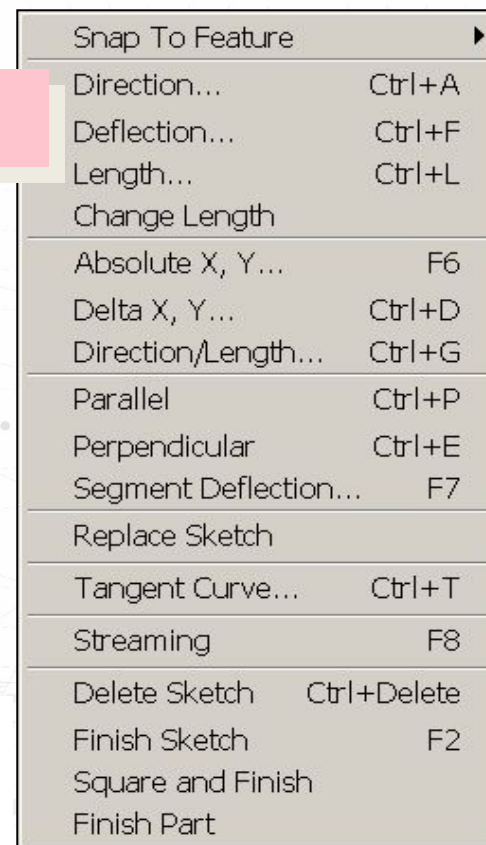 Snap To Feature
Direction... Ctrl+A
Deflection... Ctrl+F
Length... Ctrl+L
Change Length
Absolute X, Y... F6
Delta X, Y... Ctrl+D
Direction/Length... Ctrl+G
Parallel Ctrl+P
Perpendicular Ctrl+E
Segment Deflection... F7
Replace Sketch
Tangent Curve... Ctrl+T
Streaming F8
Delete Sketch Ctrl+Delete
Finish Sketch F2
Square and Finish
Finish Part